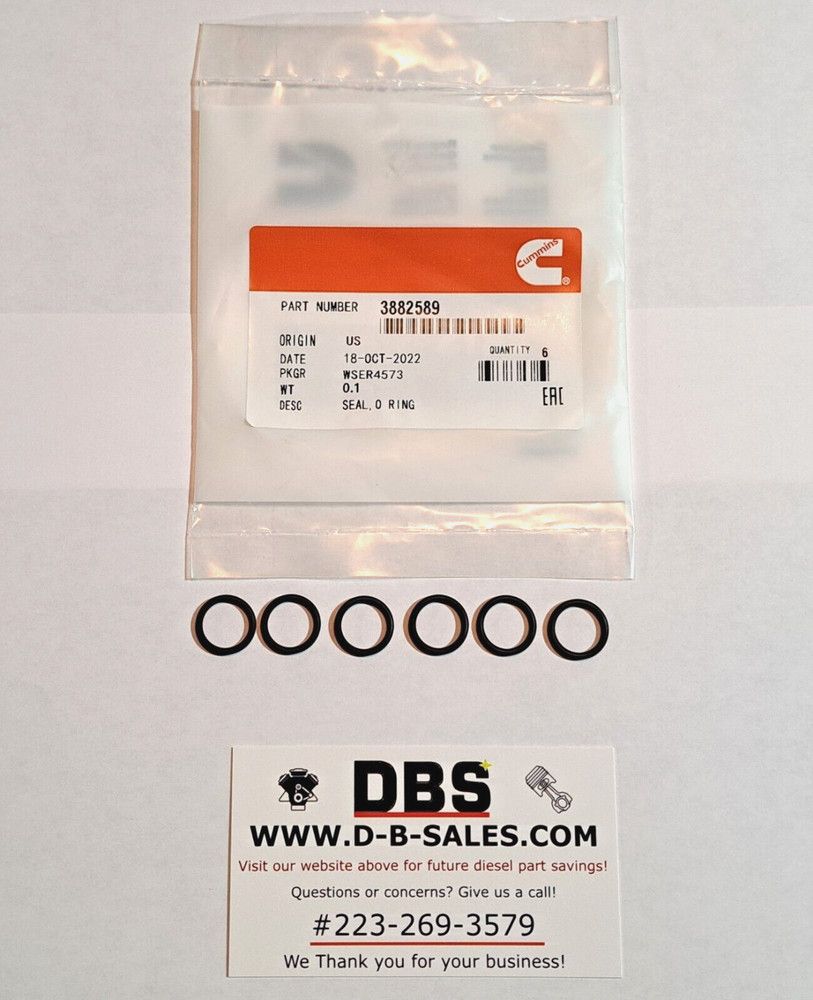 Cummins
®
PART NUMBER 3882589
ORIGIN US
DATE 18-OCT-2022
PKGR WSER4573
WT 0.1
DESC SEAL, O RING
QUANTITY 6
EAC
DBS
WWW.D-B-SALES.COM
Visit our website above for future diesel part savings!
Questions or concerns? Give us a call!
#223-269-3579
We Thank you for your business!